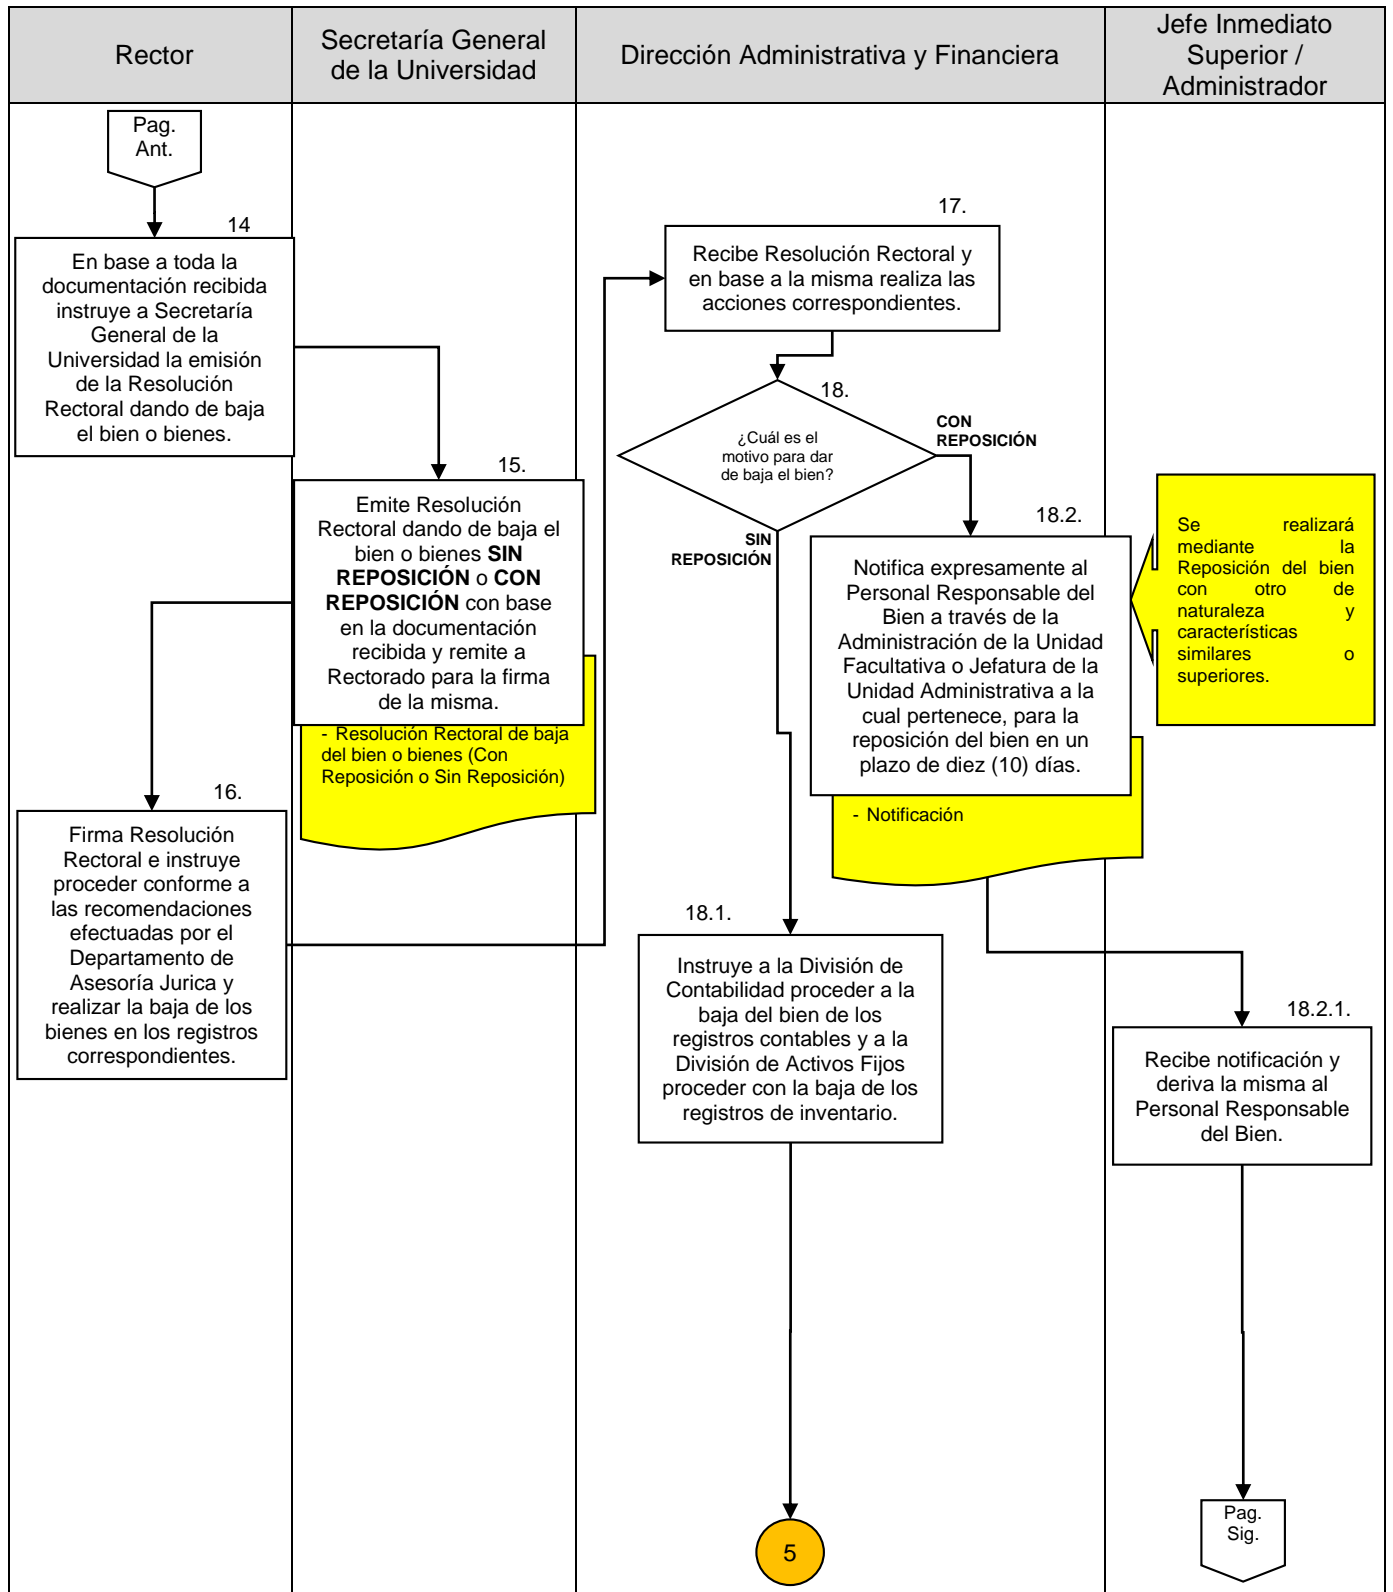 Rector
Secretaría General
de la Universidad
Dirección Administrativa y Financiera
Jefe Inmediato
Superior /
Administrador
Pag.
Ant.
14
En base a toda la
documentación recibida
instruye a Secretaría
General de la
Universidad la emisión
de la Resolución
Rectoral dando de baja
el bien o bienes.
15.
Emite Resolución
Rectoral dando de baja el
bien o bienes SIN
REPOSICIÓN o CON
REPOSICIÓN con base
en la documentación
recibida y remite a
Rectorado para la firma
de la misma.
- Resolución Rectoral de baja
del bien o bienes (Con
Reposición o Sin Reposición)
16.
Firma Resolución
Rectoral e instruye
proceder conforme a
las recomendaciones
efectuadas por el
Departamento de
Asesoría Jurica y
realizar la baja de los
bienes en los registros
correspondientes.
17.
Recibe Resolución Rectoral y
en base a la misma realiza las
acciones correspondientes.
18.
¿Cuál es el
motivo para dar
de baja el bien?
CON
REPOSICIÓN
SIN
REPOSICIÓN
18.2.
Notifica expresamente al
Personal Responsable del
Bien a través de la
Administración de la Unidad
Facultativa o Jefatura de la
Unidad Administrativa a la
cual pertenece, para la
reposición del bien en un
plazo de diez (10) días.
- Notificación
Se realizará
mediante la
Reposición del bien
con otro de
naturaleza y
características
similares o
superiores.
18.1.
Instruye a la División de
Contabilidad proceder a la
baja del bien de los
registros contables y a la
División de Activos Fijos
proceder con la baja de los
registros de inventario.
18.2.1.
Recibe notificación y
deriva la misma al
Personal Responsable
del Bien.
5
Pag.
Sig.